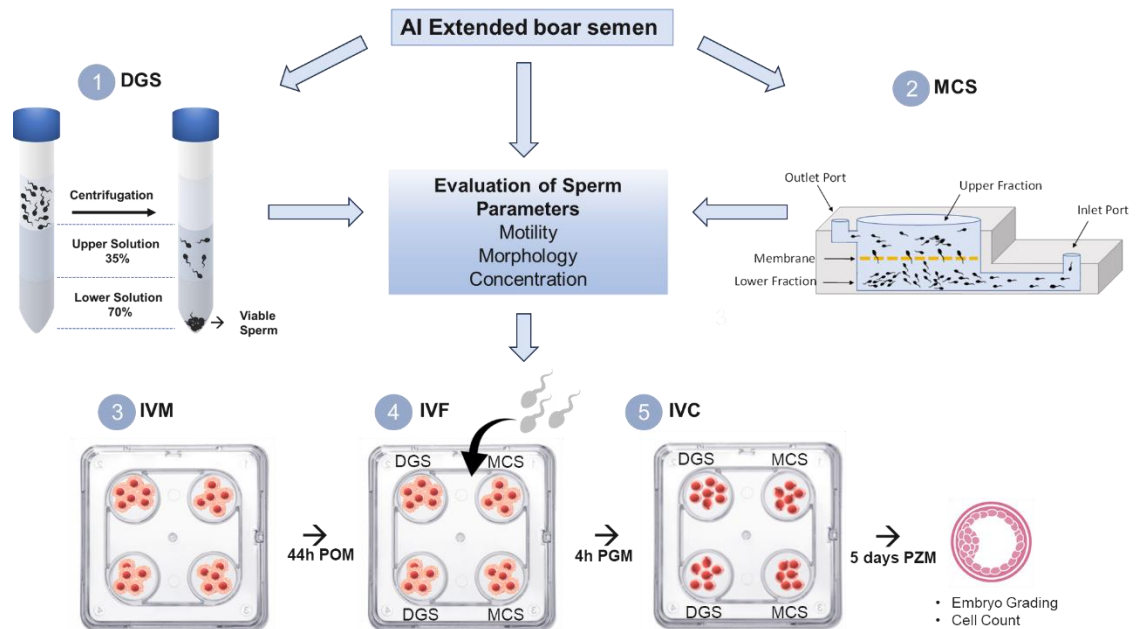 AI Extended boar semen
1 DGS
Centrifugation
Upper Solution
35%
Lower Solution
70%
Viable
Sperm
Evaluation of Sperm
Parameters
Motility
Morphology
Concentration
2 MCS
Outlet Port
Upper Fraction
Inlet Port
Membrane
Lower Fraction
3 IVM
4 IVF
5 IVC
DGS MCS
DGS MCS
44h POM
4h PGM
5 days PZM
DGS MCS
DGS MCS
• Embryo Grading
• Cell Count